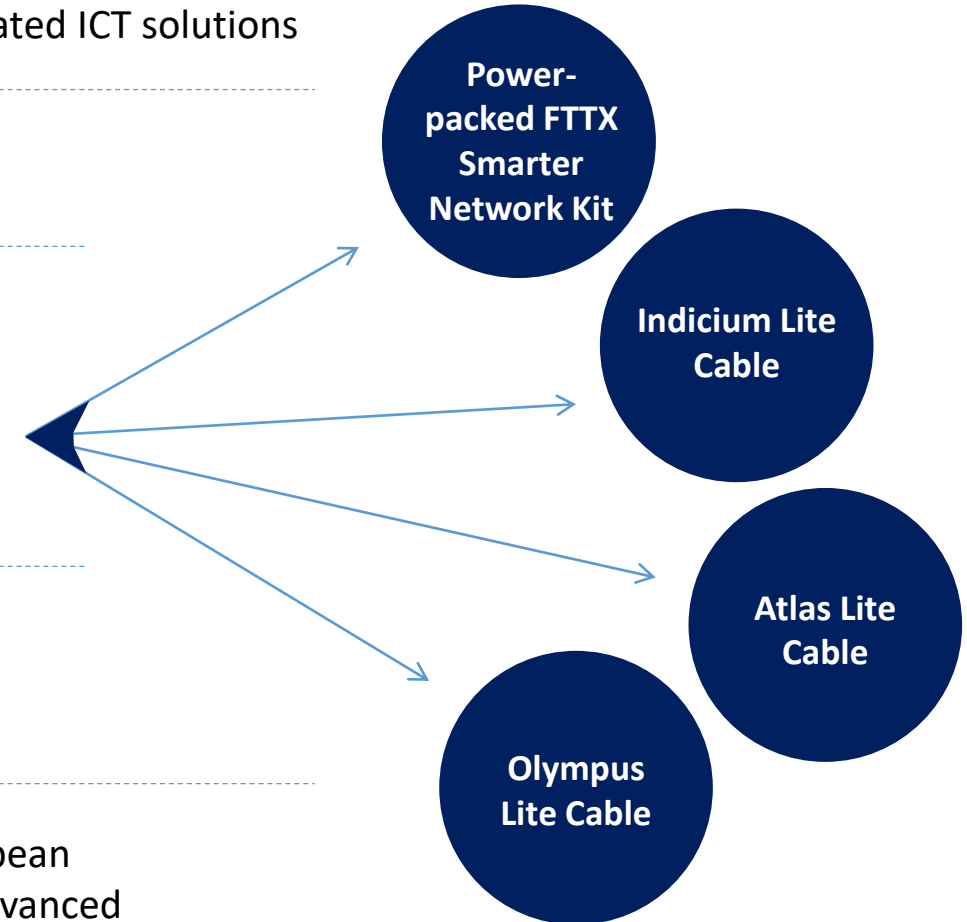 ated ICT solutions
Power-
packed FTTX
Smarter
Network Kit
Indicium Lite
Cable
Atlas Lite
Cable
Olympus
Lite Cable
pean
dvanced